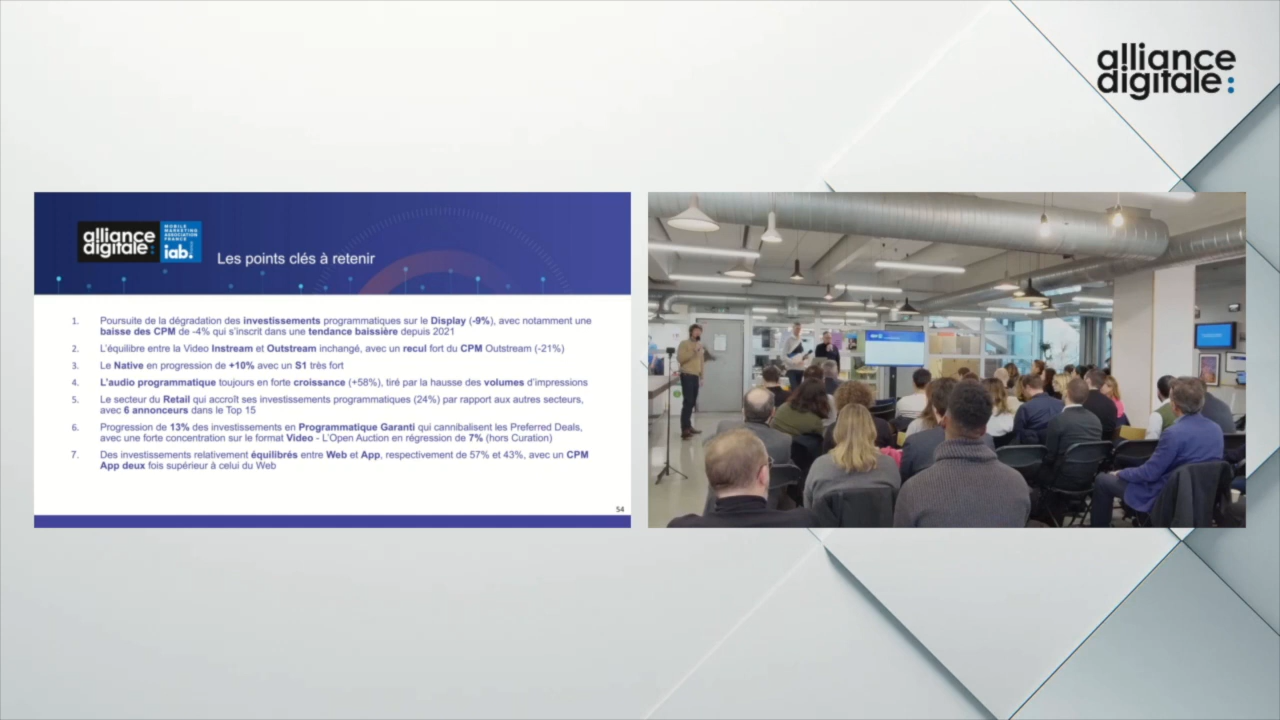 alliance
digitale:
alliance
digitale:
MOBILE
MARKETING
ASSOCIATION
FRANCE
iab.
Les points clés à retenir
1. Poursuite de la dégradation des investissements programmatiques sur le Display (-9%), avec notamment une
baisse des CPM de -4% qui s'inscrit dans une tendance baissière depuis 2021
2. L'équilibre entre la Video Instream et Outstream inchangé, avec un recul fort du CPM Outstream (-21%)
3. Le Native en progression de +10% avec un S1 très fort
4. L'audio programmatique toujours en forte croissance (+58%), tiré par la hausse des volumes d'impressions
5. Le secteur du Retail qui accroît ses investissements programmatiques (24%) par rapport aux autres secteurs,
avec 6 annonceurs dans le Top 15
6. Progression de 13% des investissements en Programmatique Garanti qui cannibalisent les Preferred Deals,
avec une forte concentration sur le format Video - L'Open Auction en régression de 7% (hors Curation)
7. Des investissements relativement équilibrés entre Web et App, respectivement de 57% et 43%, avec un CPM
App deux fois supérieur à celui du Web
54